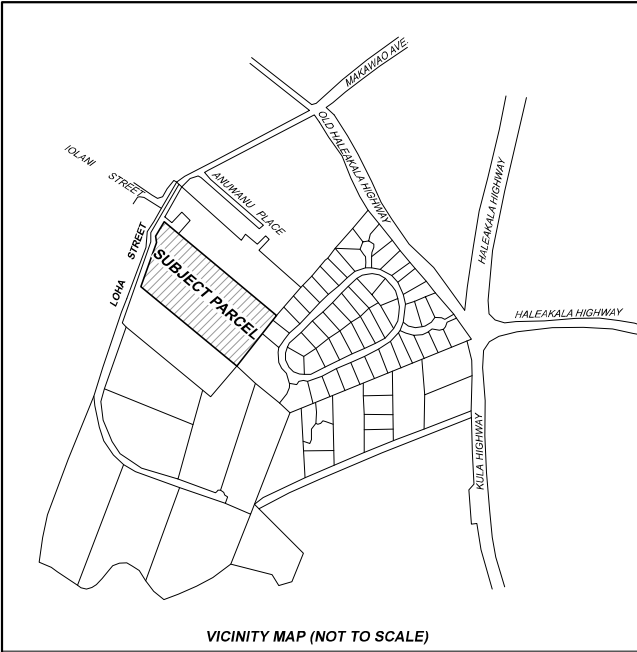 MAKAWAO AVE.
OLD HALEAKALA HIGHWAY
IOLANI STREET
ANUWANU PLACE
HALEAKALA HIGHWAY
LOHA STREET
SUBJECT PARCEL
HALEAKALA HIGHWAY
KULA HIGHWAY
VICINITY MAP (NOT TO SCALE)